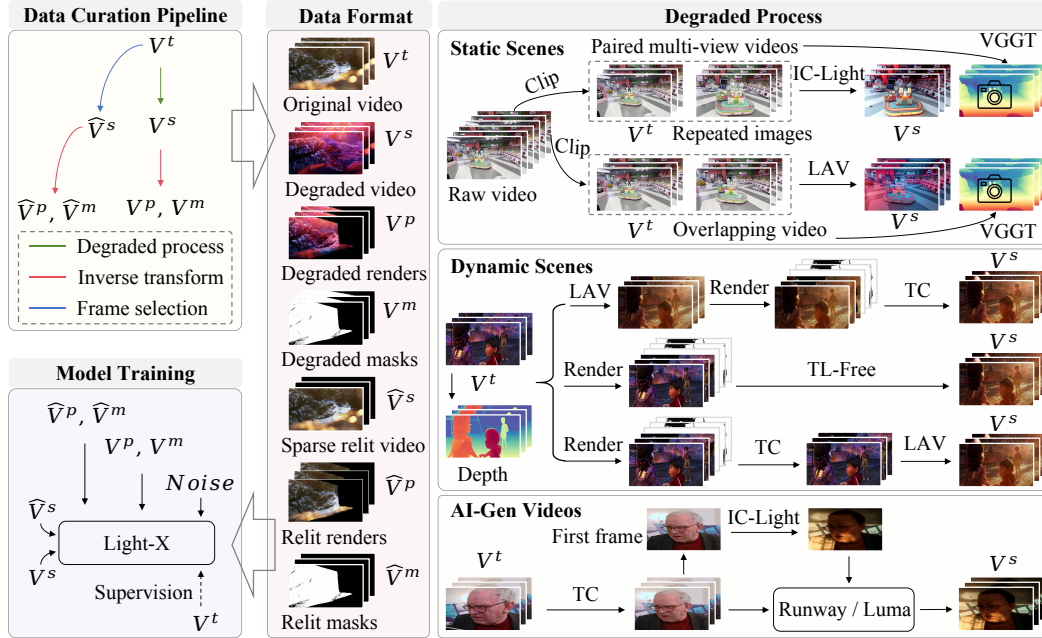 Data Curation Pipeline
V^t
V̂^s
V^s
V̂^p, V̂^m
V^p, V^m
Degraded process
Inverse transform
Frame selection
Model Training
V̂^p, V̂^m
V^p, V^m
Noise
V̂^s
Light-X
V^s
Supervision
V^t
Data Format
V^t
Original video
V^s
Degraded video
V^p
Degraded renders
V^m
Degraded masks
V̂^s
Sparse relit video
V̂^p
Relit renders
V̂^m
Relit masks
Degraded Process
Static Scenes
Paired multi-view videos
VGGT
Clip
IC-Light
V^t
Repeated images
V^s
Clip
Raw video
LAV
V^t
Overlapping video
V^s
VGGT
Dynamic Scenes
V^s
LAV
Render
TC
V^s
V^t
Render
TL-Free
V^s
Depth
Render
TC
LAV
AI-Gen Videos
V^t
First frame
IC-Light
V^s
TC
Runway / Luma